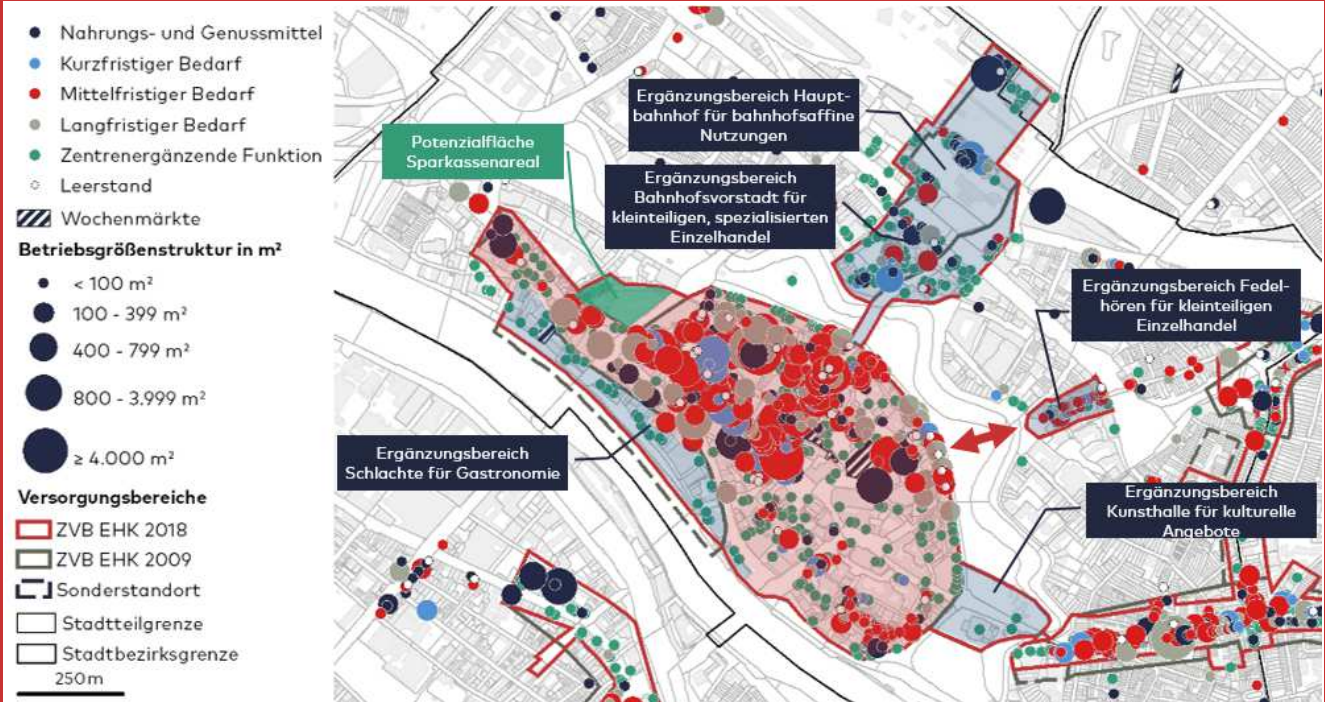 Nahrungs- und Genussmittel
Kurzfristiger Bedarf
Mittelfristiger Bedarf
Langfristiger Bedarf
Zentrenergänzende Funktion
Leerstand
Wochenmärkte
Betriebsgrößenstruktur in m²
< 100 m²
100 - 399 m²
400 - 799 m²
800 - 3.999 m²
≥ 4.000 m²
Versorgungsbereiche
ZVB EHK 2018
ZVB EHK 2009
Sonderstandort
Stadtteilgrenze
Stadtbezirksgrenze
250m
Potenzialfläche
Sparkassenareal
Ergänzungsbereich Haupt-
bahnhof für bahnhofsaffine
Nutzungen
Ergänzungsbereich
Bahnhofsvorstadt für
kleinteiligen, spezialisierten
Einzelhandel
Ergänzungsbereich Fedel-
hören für kleinteiligen
Einzelhandel
Ergänzungsbereich
Schlachte für Gastronomie
Ergänzungsbereich
Kunsthalle für kulturelle
Angebote